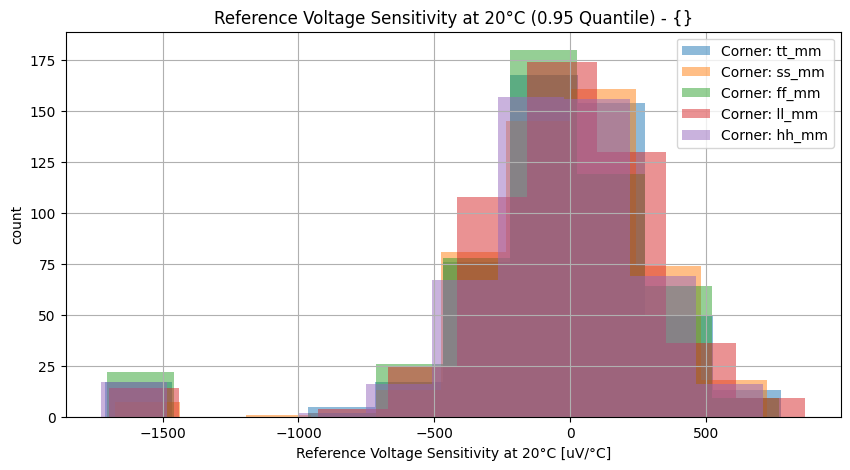 Reference Voltage Sensitivity at 20°C (0.95 Quantile) - {}
Corner: tt_mm
Corner: ss_mm
Corner: ff_mm
Corner: ll_mm
Corner: hh_mm
175
150
125
100
75
50
25
0
count
−1500
−1000
−500
0
500
Reference Voltage Sensitivity at 20°C [uV/°C]